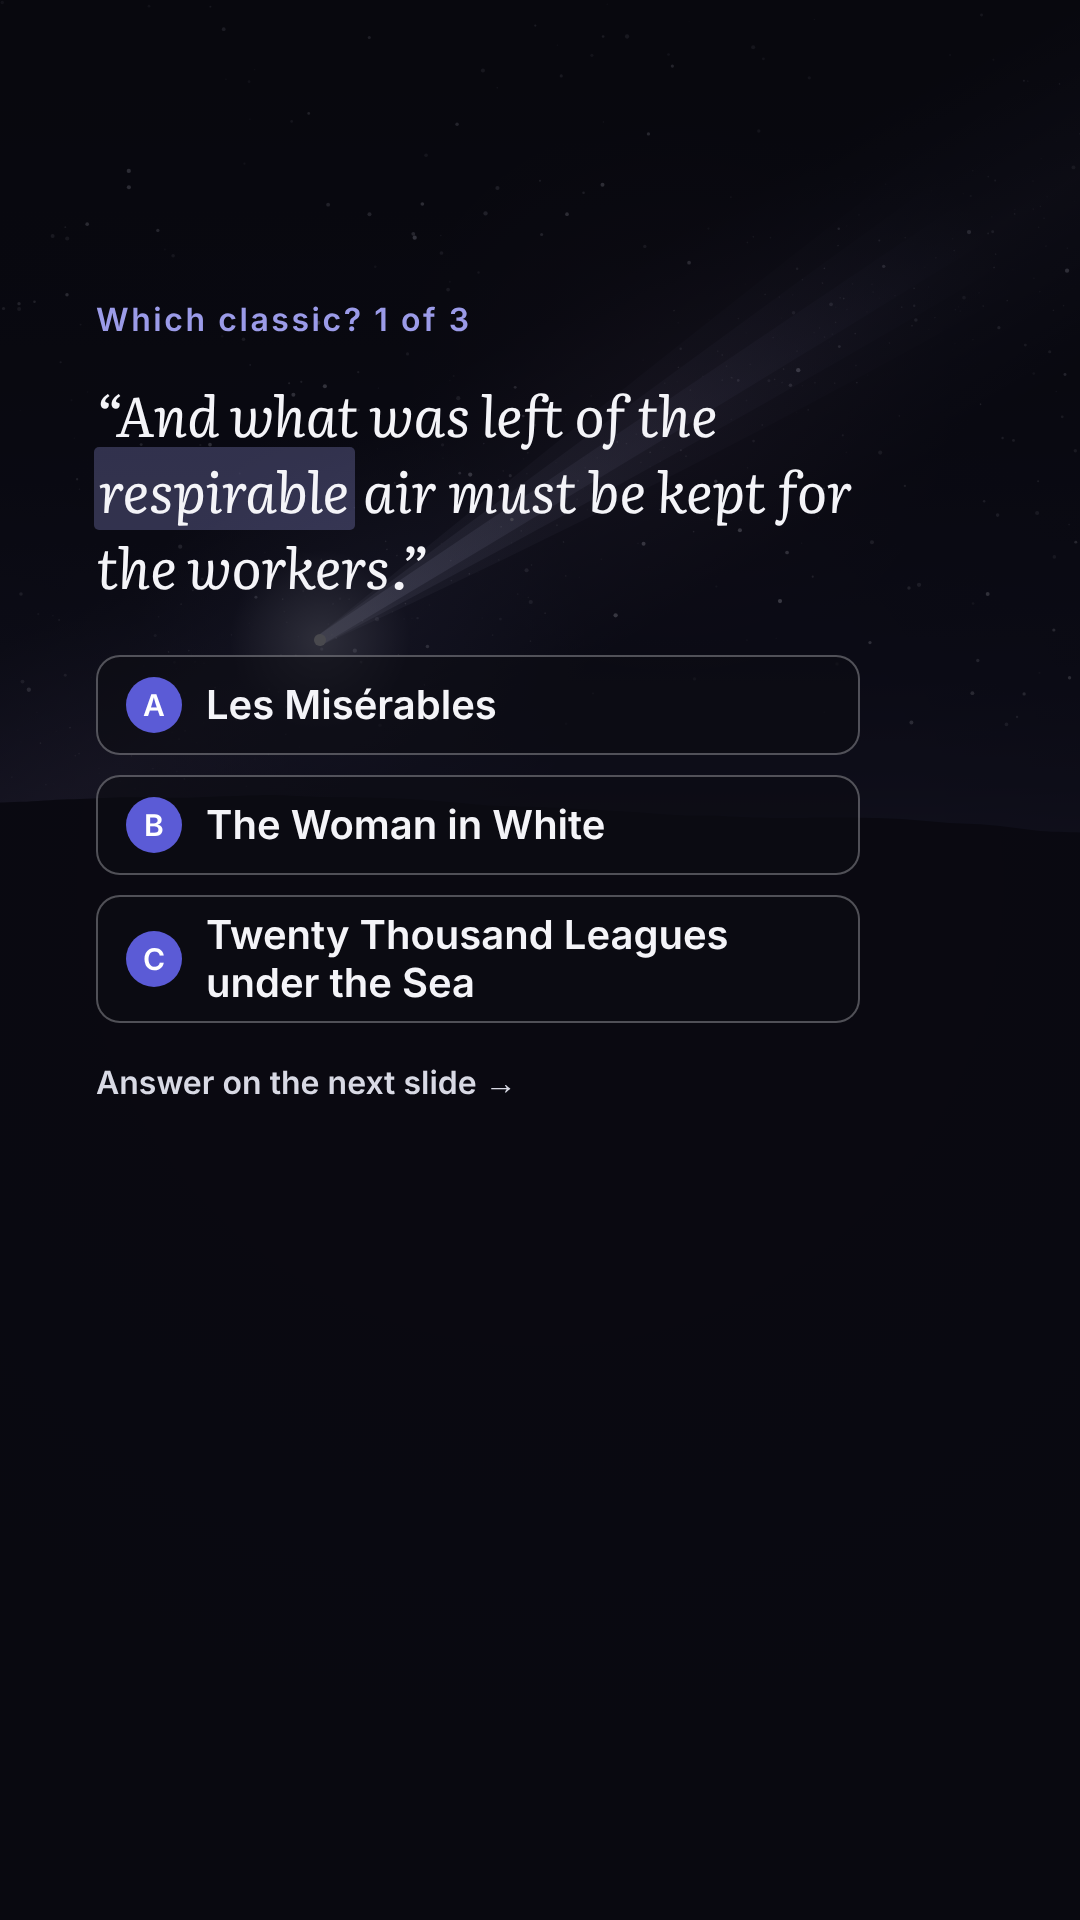 Which classic? 1 of 3
“And what was left of the
respirable air must be kept for
the workers.”
A Les Misérables
B The Woman in White
C Twenty Thousand Leagues
under the Sea
Answer on the next slide →